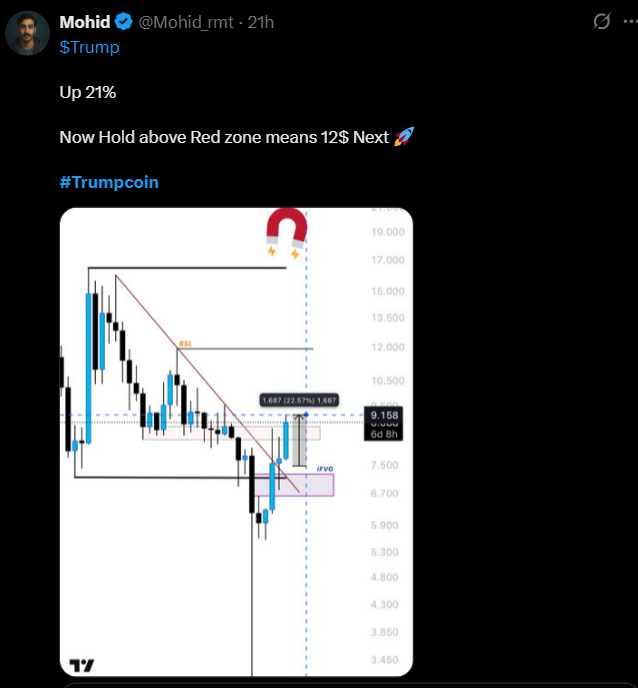 Mohid @Mohid_rmt · 21h
$Trump
Up 21%
Now Hold above Red zone means 12$ Next 🚀
#Trumpcoin
19.000
17.000
15.000
13.500
BSL
12.000
10.500
1.687 (22.57%) 1,687
9.158
6d 8h
7.500
iFVG
6.700
5.900
5.300
4.800
4.300
3.850
3.450